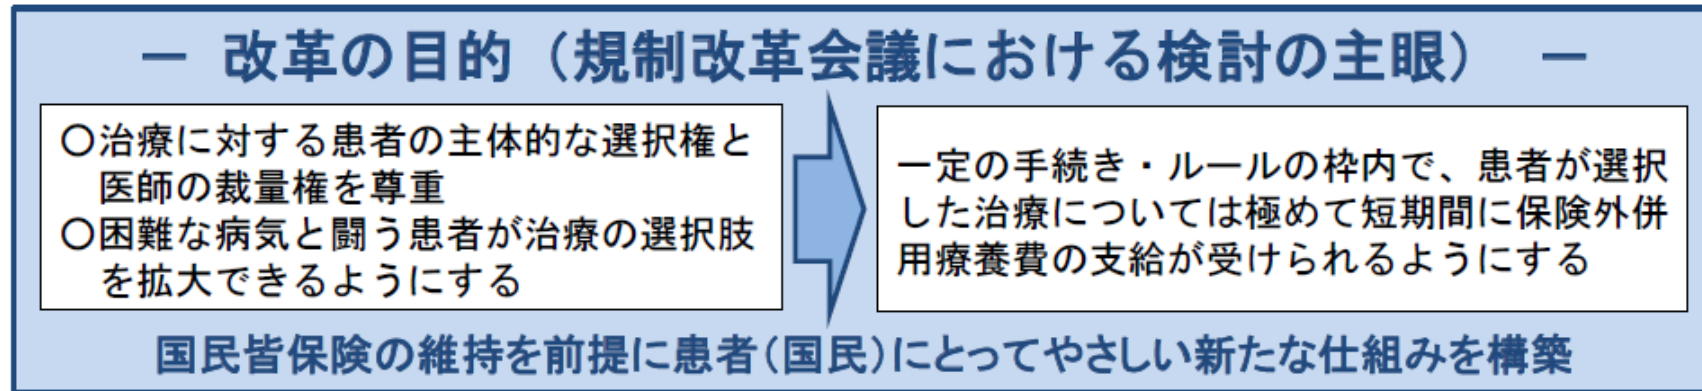 ― 改革の目的（規制改革会議における検討の主眼） ―
○治療に対する患者の主体的な選択権と
医師の裁量権を尊重
○困難な病気と闘う患者が治療の選択肢
を拡大できるようにする
一定の手続き・ルールの枠内で、患者が選択
した治療については極めて短期間に保険外併
用療養費の支給が受けられるようにする
国民皆保険の維持を前提に患者（国民）にとってやさしい新たな仕組みを構築